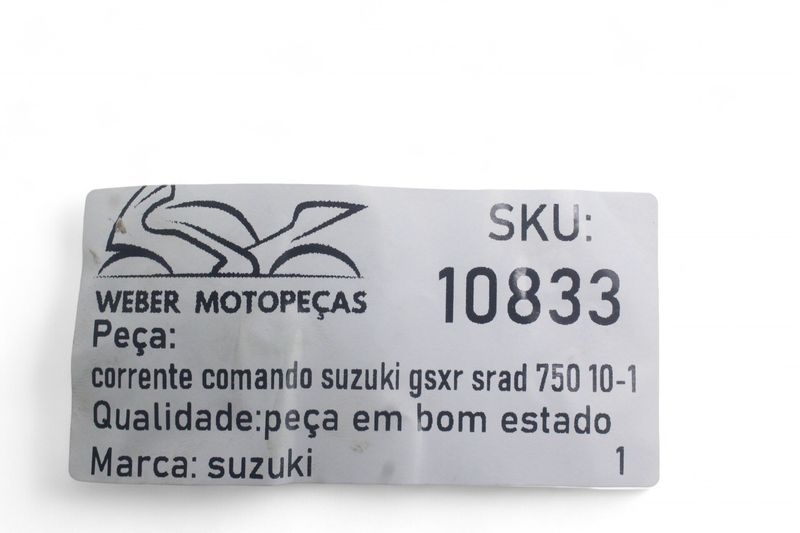 SKU:
10833
WEBER MOTOPEÇAS
Peça:
corrente comando suzuki gsxr srad 750 10-1
Qualidade:peça em bom estado
Marca: suzuki 1